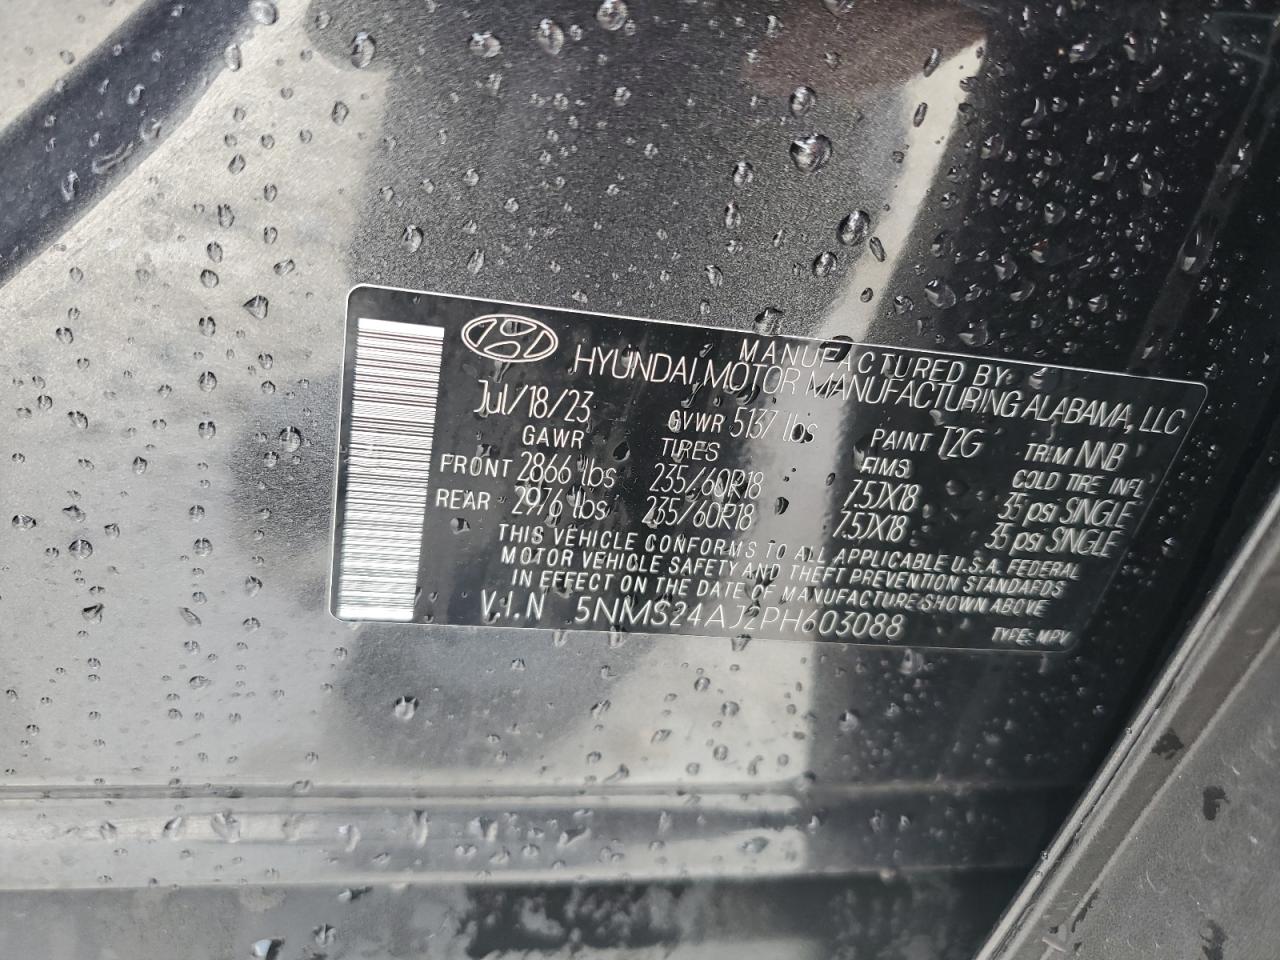 MANUFACTURED BY:
HYUNDAI MOTOR MANUFACTURING ALABAMA, LLC
Jul/18/23 GVWR 5137 lbs PAINT T2G TRIM NNB
GAWR TIRES RIMS COLD TIRE INFL
FRONT 2866 lbs 235/60R18 7.5JX18 35 psi SINGLE
REAR 2976 lbs 235/60R18 7.5JX18 35 psi SINGLE
THIS VEHICLE CONFORMS TO ALL APPLICABLE U.S.A. FEDERAL
MOTOR VEHICLE SAFETY AND THEFT PREVENTION STANDARDS
IN EFFECT ON THE DATE OF MANUFACTURE SHOWN ABOVE
V.I.N 5NMS24AJ2PH603088 TYPE: MPV